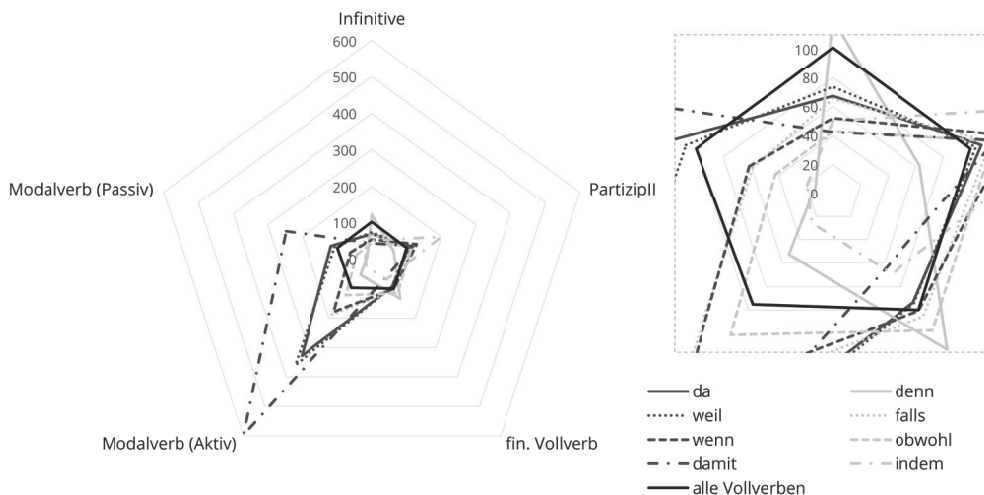 Infinitive
600
500
400
300
200
100
0
Modalverb (Passiv)
PartizipII
Modalverb (Aktiv)
fin. Vollverb
100
80
60
40
20
0
da
denn
weil
falls
wenn
obwohl
damit
indem
alle Vollverben